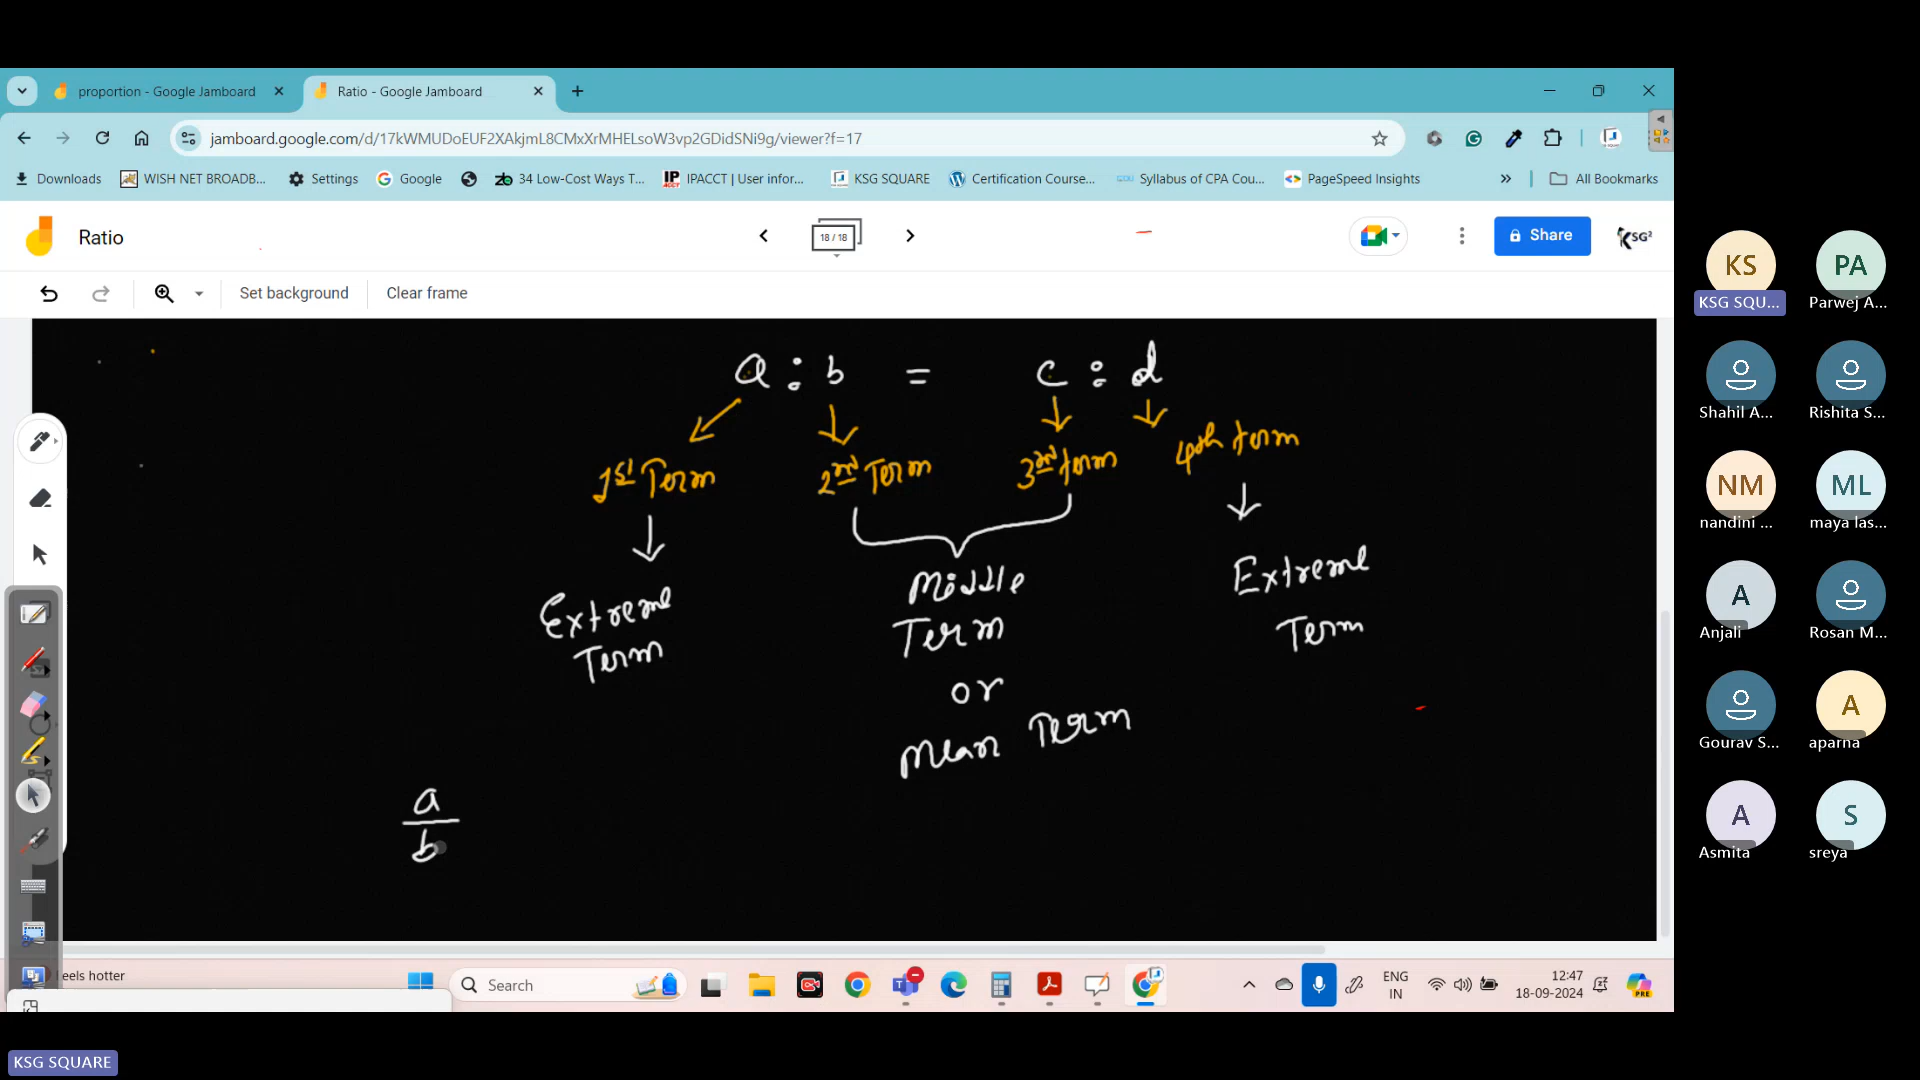 proportion - Google Jamboard
Ratio - Google Jamboard
jamboard.google.com/d/17kWMUDoEUF2XAkjmL8CMxXrMHELsoW3vp2GDidSNi9g/viewer?f=17
Downloads
WISH NET BROADB...
Settings
Google
34 Low-Cost Ways T...
IPACCT | User infor...
KSG SQUARE
Certification Course...
Syllabus of CPA Cou...
PageSpeed Insights
All Bookmarks
Ratio
18 / 18
Share
KSG²
Set background
Clear frame
a : b = c : d
1st Term
2nd Term
3rd term
4th term
Extreme Term
Middle Term
or
Mean Term
Extreme Term
a
b
eels hotter
Search
ENG
IN
12:47
18-09-2024
PRE
KS
KSG SQU...
PA
Parwej A...
Shahil A...
Rishita S...
NM
nandini ...
ML
maya las...
A
Anjali
Rosan M...
Gourav S...
A
aparna
A
Asmita
S
sreya
KSG SQUARE